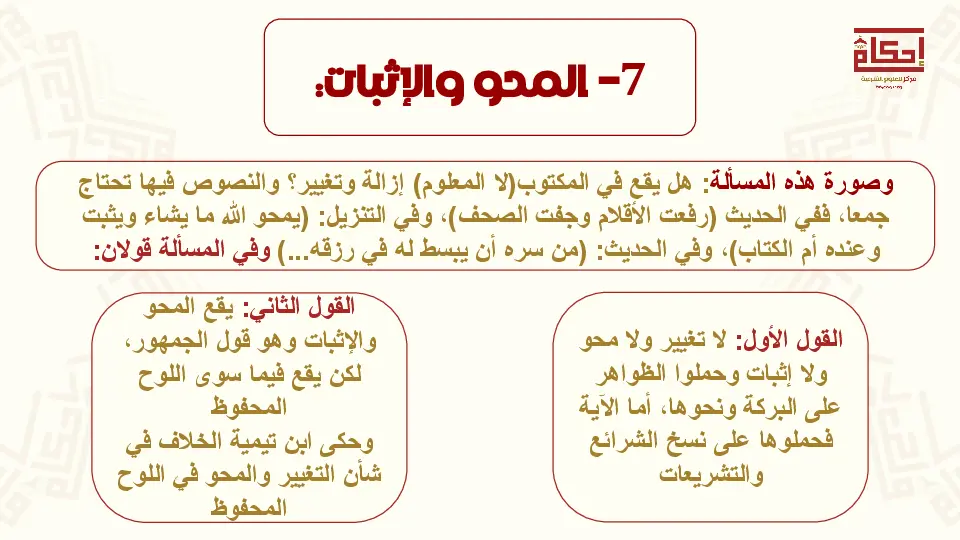 إحكام
مركز للعلوم الشرعية
7- المحو والإثبات:
وصورة هذه المسألة: هل يقع في المكتوب(لا المعلوم) إزالة وتغيير؟ والنصوص فيها تحتاج
جمعا، ففي الحديث (رفعت الأقلام وجفت الصحف)، وفي التنزيل: (يمحو الله ما يشاء ويثبت
وعنده أم الكتاب)، وفي الحديث: (من سره أن يبسط له في رزقه...) وفي المسألة قولان:
القول الأول: لا تغيير ولا محو
ولا إثبات وحملوا الظواهر
على البركة ونحوها، أما الآية
فحملوها على نسخ الشرائع
والتشريعات
القول الثاني: يقع المحو
والإثبات وهو قول الجمهور،
لكن يقع فيما سوى اللوح
المحفوظ
وحكى ابن تيمية الخلاف في
شأن التغيير والمحو في اللوح
المحفوظ